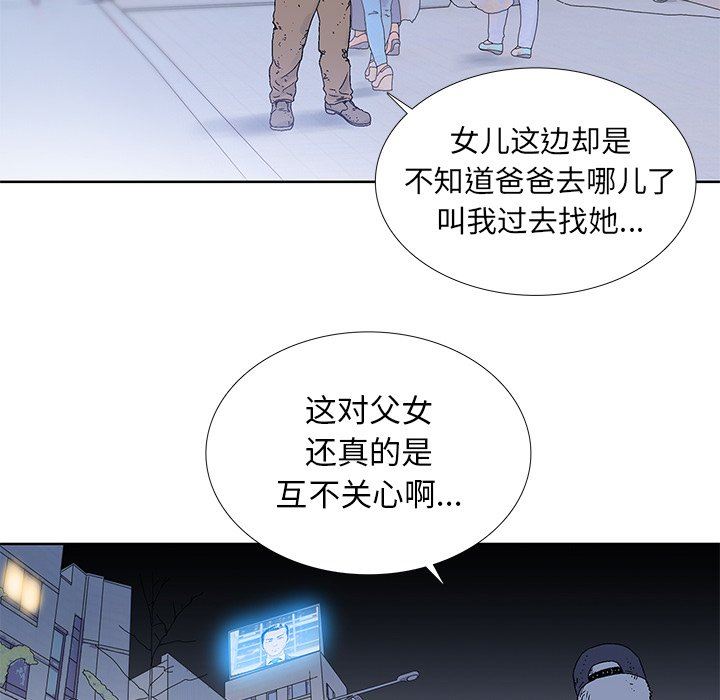 女儿这边却是
不知道爸爸去哪儿了
叫我过去找她…
这对父女
还真的是
互不关心啊…